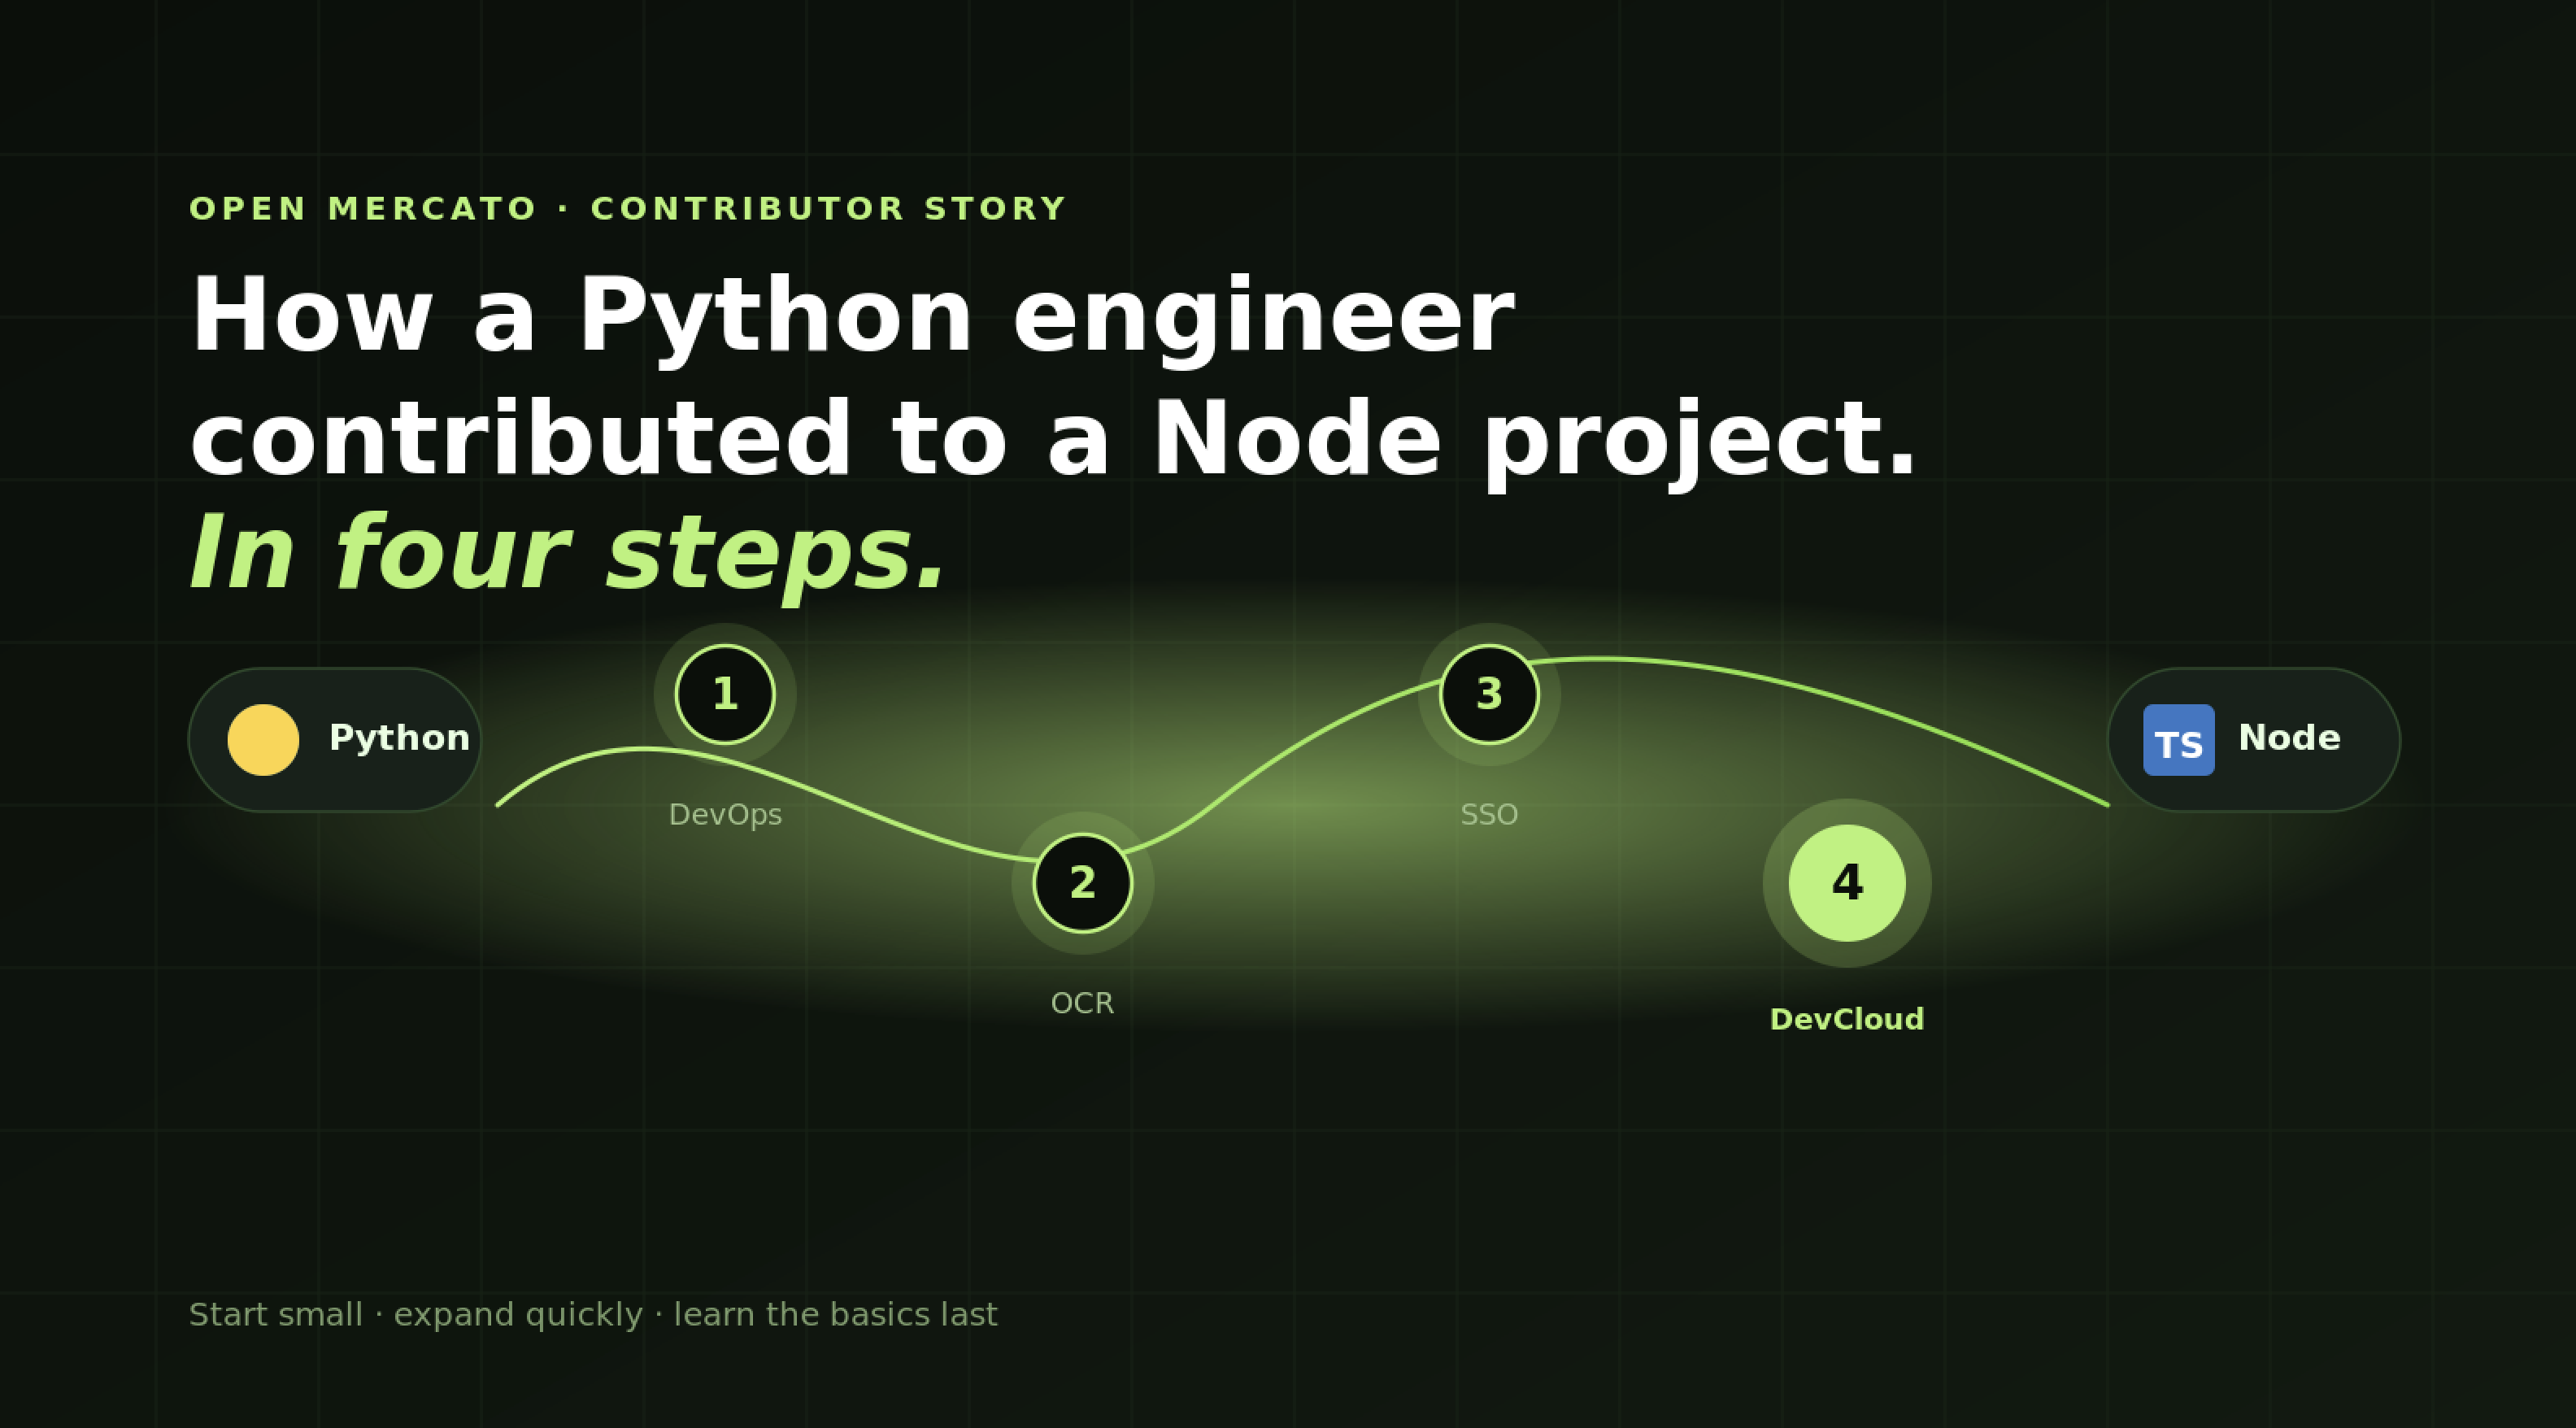 OPEN MERCATO · CONTRIBUTOR STORY
How a Python engineer
contributed to a Node project.
In four steps.
Python
1
DevOps
2
OCR
3
SSO
4
DevCloud
TS
Node
Start small · expand quickly · learn the basics last